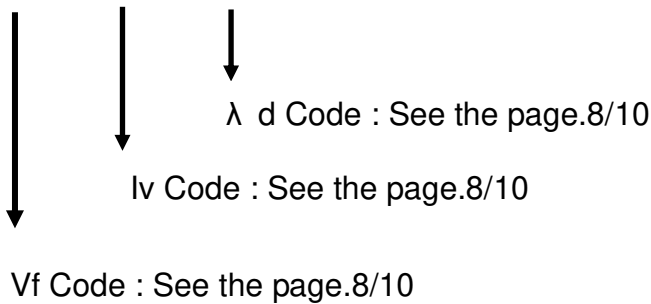 λ d Code : See the page.8/10
Iv Code : See the page.8/10
Vf Code : See the page.8/10